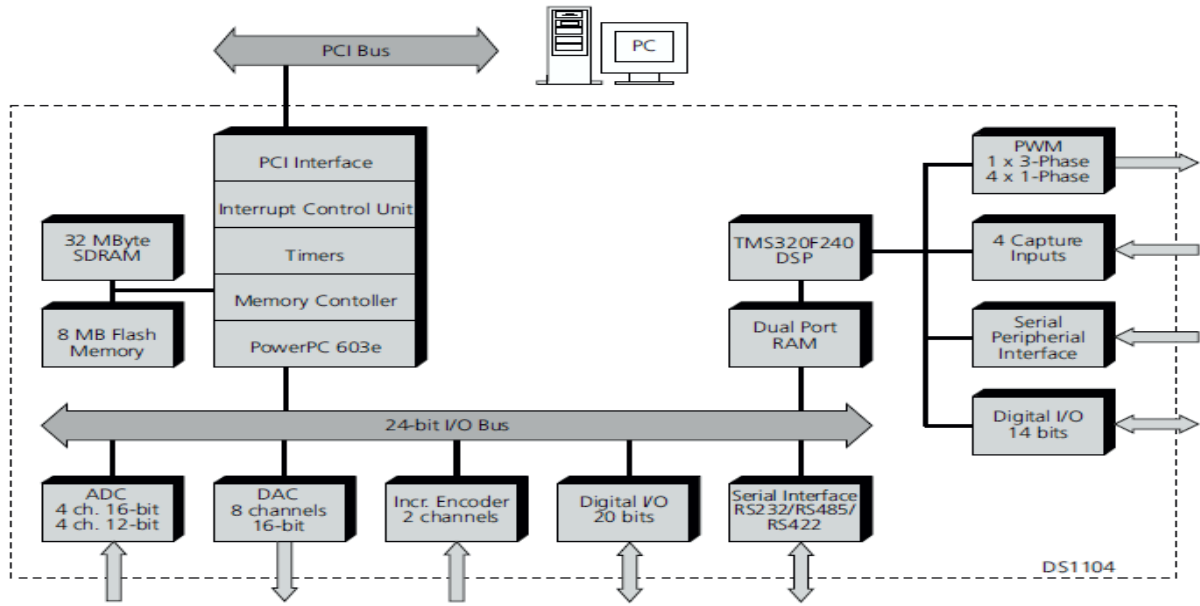 PCI Bus
PC
PCI Interface
Interrupt Control Unit
Timers
Memory Contoller
PowerPC 603e
32 MByte
SDRAM
8 MB Flash
Memory
TMS320F240
DSP
Dual Port
RAM
PWM
1 x 3-Phase
4 x 1-Phase
4 Capture
Inputs
Serial
Peripherial
Interface
Digital I/O
14 bits
24-bit I/O Bus
ADC
4 ch. 16-bit
4 ch. 12-bit
DAC
8 channels
16-bit
Incr. Encoder
2 channels
Digital I/O
20 bits
Serial Interface
RS232/RS485/
RS422
DS1104